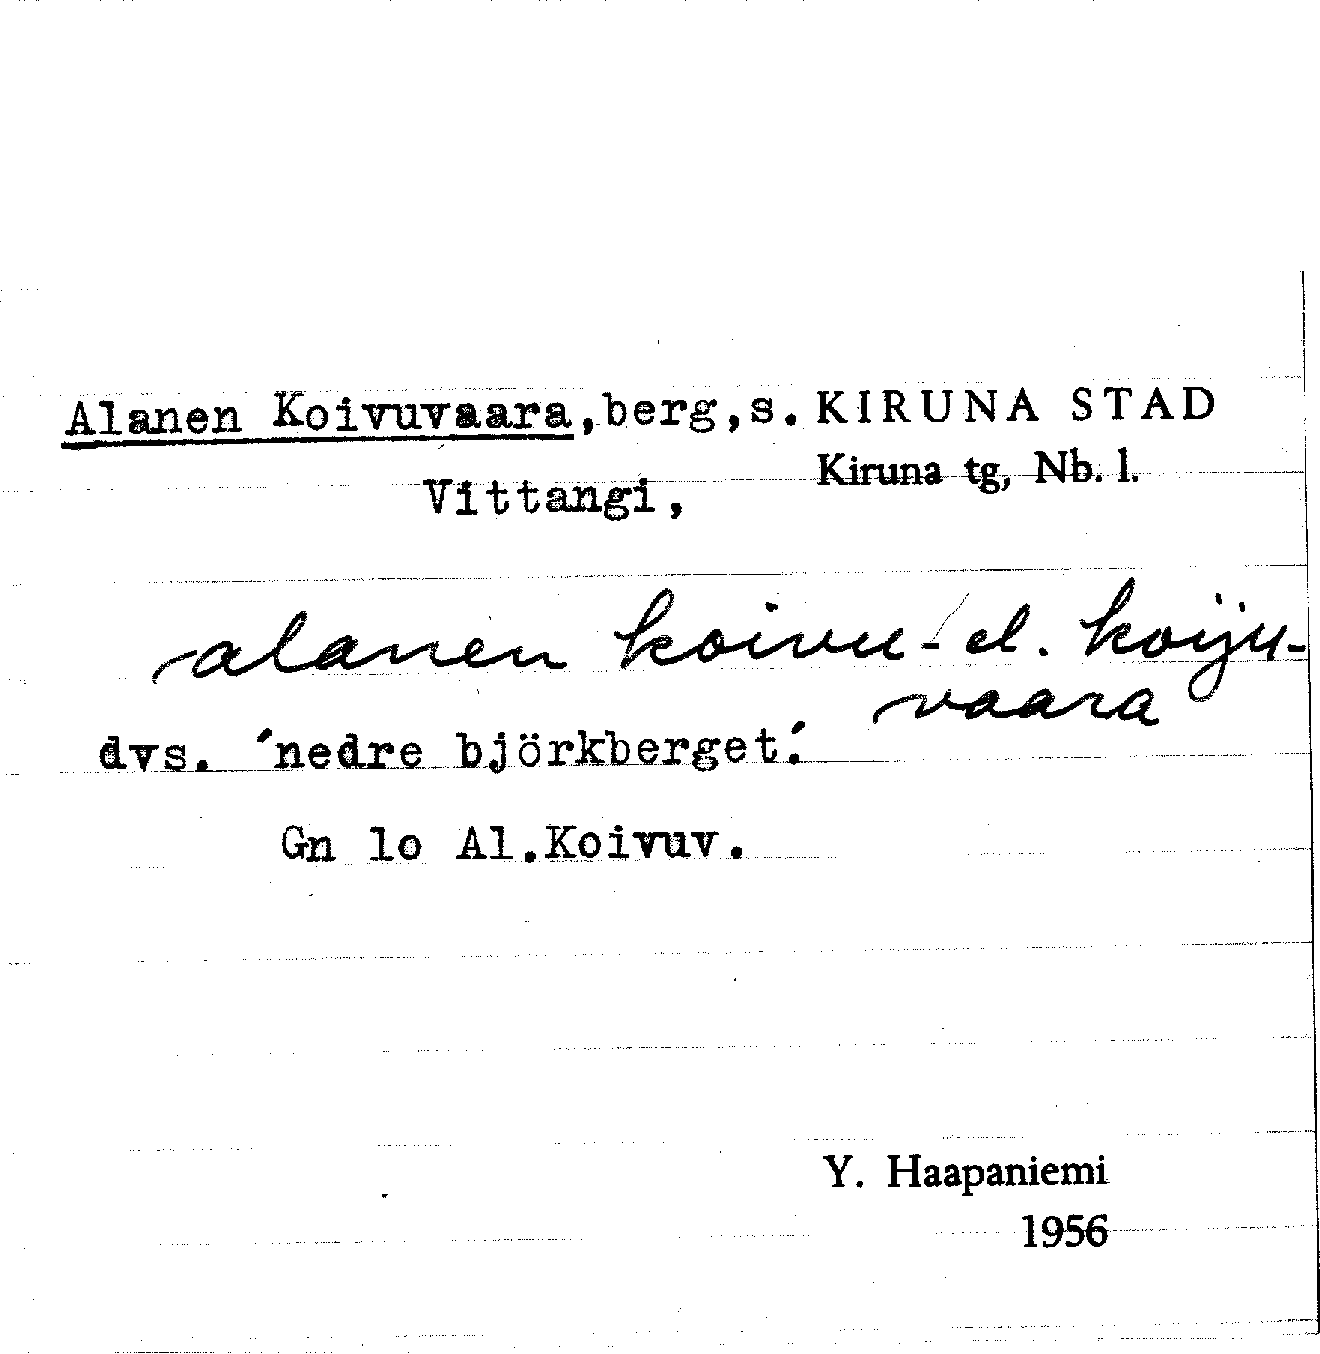 Alanen Koivuvaara,berg,s. KIRUNA STAD
Vittangi, Kiruna tg, Nb. l.
alanen koivu- el. koiju-
vaara
dvs. ´nedre björkberget´.
Gn lo Al.Koivuv.
Y. Haapaniemi
1956